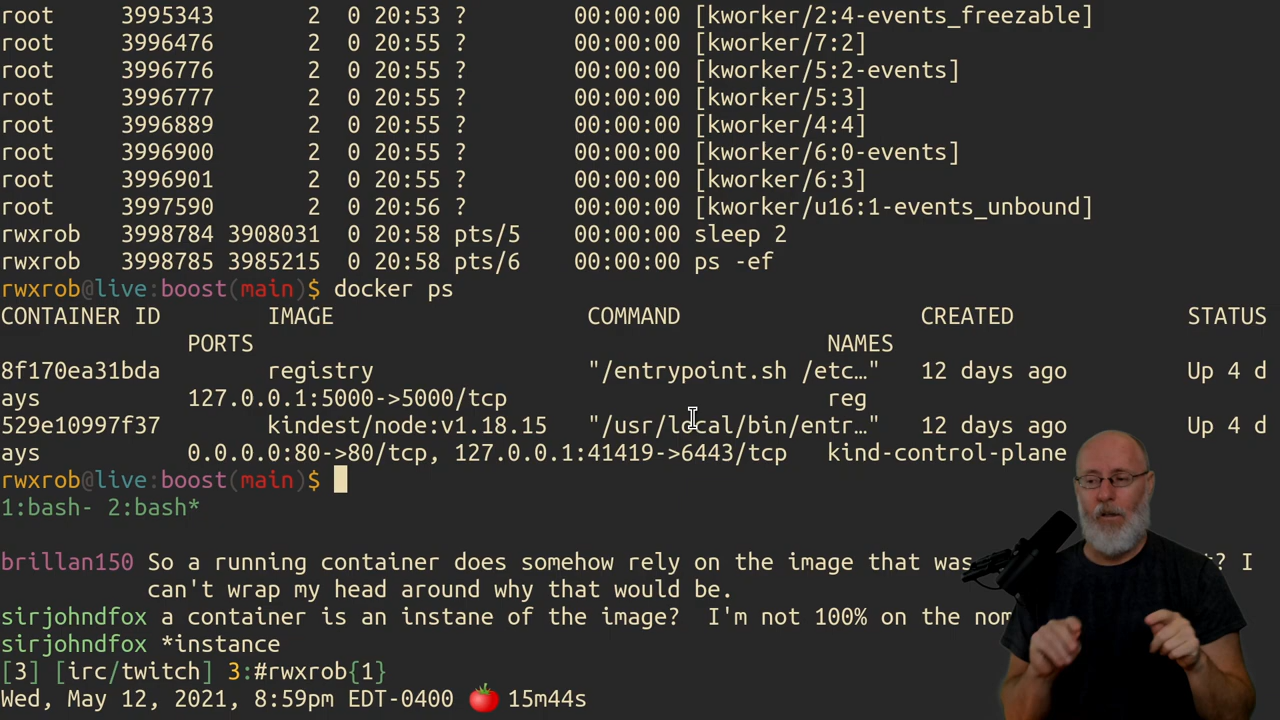 root     3995343       2  0 20:53 ?        00:00:00 [kworker/2:4-events_freezable]
root     3996476       2  0 20:55 ?        00:00:00 [kworker/7:2]
root     3996776       2  0 20:55 ?        00:00:00 [kworker/5:2-events]
root     3996777       2  0 20:55 ?        00:00:00 [kworker/5:3]
root     3996889       2  0 20:55 ?        00:00:00 [kworker/4:4]
root     3996900       2  0 20:55 ?        00:00:00 [kworker/6:0-events]
root     3996901       2  0 20:55 ?        00:00:00 [kworker/6:3]
root     3997590       2  0 20:56 ?        00:00:00 [kworker/u16:1-events_unbound]
rwxrob   3998784 3908031  0 20:58 pts/5    00:00:00 sleep 2
rwxrob   3998785 3985215  0 20:58 pts/6    00:00:00 ps -ef
rwxrob@live:boost(main)$ docker ps
CONTAINER ID        IMAGE                   COMMAND                  CREATED             STATUS
              PORTS                                           NAMES
8f170ea31bda        registry                "/entrypoint.sh /etc…"   12 days ago         Up 4 d
ays           127.0.0.1:5000->5000/tcp                        reg
529e10997f37        kindest/node:v1.18.15   "/usr/local/bin/entr…"   12 days ago         Up 4 d
ays           0.0.0.0:80->80/tcp, 127.0.0.1:41419->6443/tcp   kind-control-plane
rwxrob@live:boost(main)$
1:bash- 2:bash*
brillan150 So a running container does somehow rely on the image that was ? I
can't wrap my head around why that would be.
sirjohndfox a container is an instane of the image?  I'm not 100% on the
sirjohndfox *instance
[3] [irc/twitch] 3:#rwxrob{1}
Wed, May 12, 2021, 8:59pm EDT-0400 🍅 15m44s